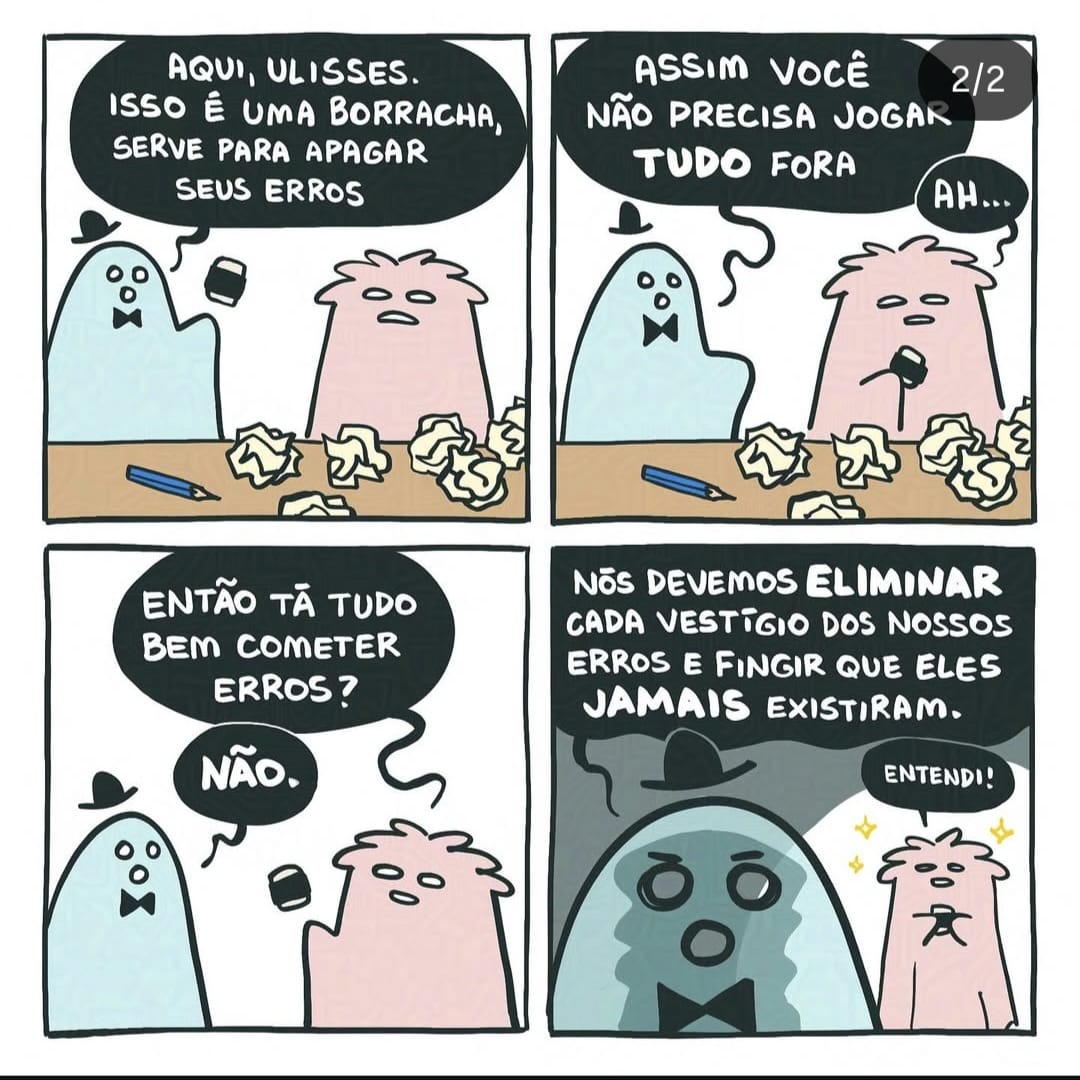 AQUI, ULISSES.
ISSO É UMA BORRACHA,
SERVE PARA APAGAR
SEUS ERROS
ASSIM VOCÊ
NÃO PRECISA JOGAR
TUDO FORA
2/2
AH...
ENTÃO TÁ TUDO
BEM COMETER
ERROS?
NÃO.
NÓS DEVEMOS ELIMINAR
CADA VESTÍGIO DOS NOSSOS
ERROS E FINGIR QUE ELES
JAMAIS EXISTIRAM.
ENTENDI!